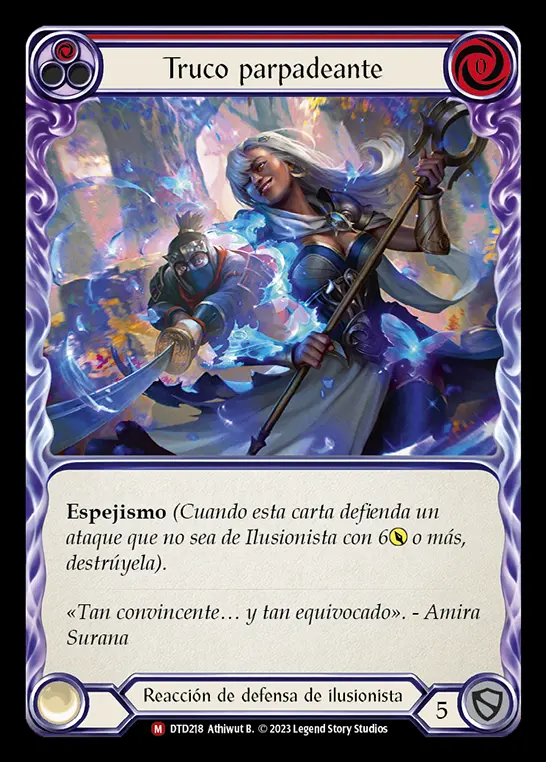 Truco parpadeante
0
Espejismo (Cuando esta carta defienda un
ataque que no sea de Ilusionista con 6 o más,
destrúyela).
«Tan convincente… y tan equivocado». - Amira
Surana
Reacción de defensa de ilusionista
5
M DTD218 Athiwut B. © 2023 Legend Story Studios